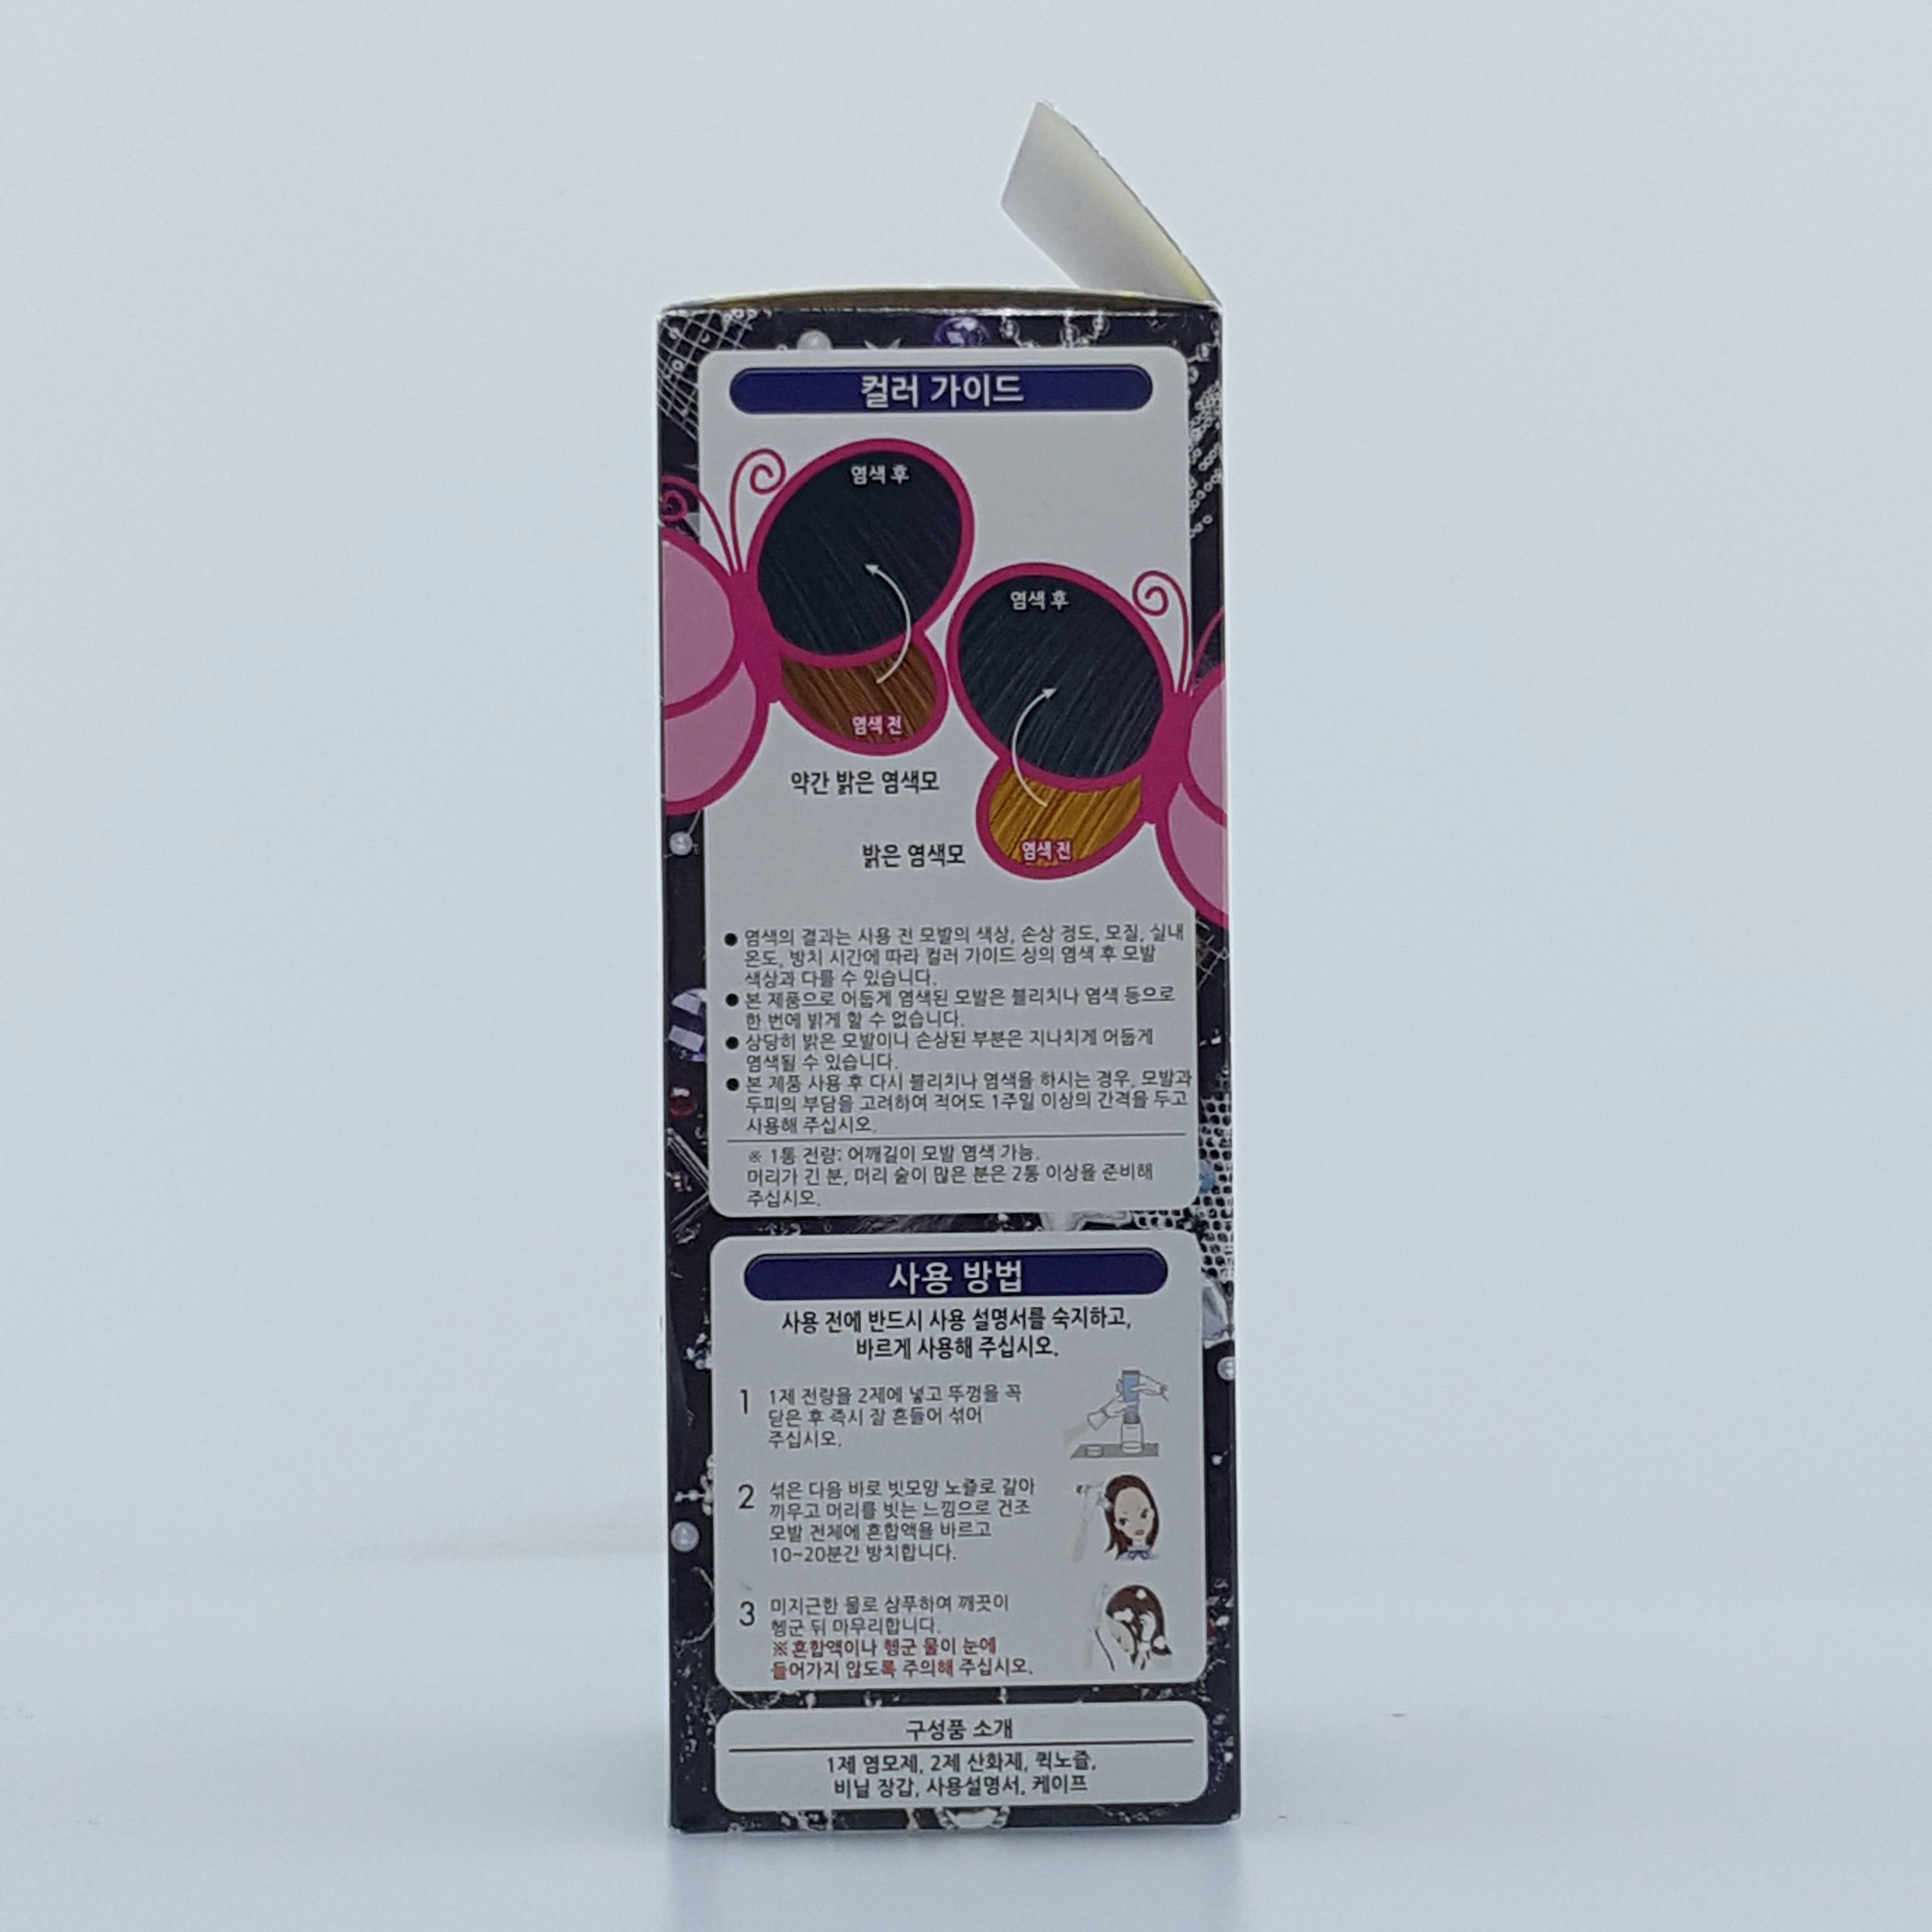 컬러 가이드
염색 후
염색 전
약간 밝은 염색모
염색 후
염색 전
밝은 염색모
● 염색의 결과는 사용 전 모발의 색상, 손상 정도, 모질, 실내
온도, 방치 시간에 따라 컬러 가이드 상의 염색 후 모발
색상과 다를 수 있습니다.
● 본 제품으로 어둡게 염색된 모발은 블리치나 염색 등으로
한 번에 밝게 할 수 없습니다.
● 상당히 밝은 모발이나 손상된 부분은 지나치게 어둡게
염색될 수 있습니다.
● 본 제품 사용 후 다시 블리치나 염색을 하시는 경우, 모발과
두피의 부담을 고려하여 적어도 1주일 이상의 간격을 두고
사용해 주십시오.
※ 1통 전량: 어깨길이 모발 염색 가능.
머리가 긴 분, 머리 숱이 많은 분은 2통 이상을 준비해
주십시오.
사용 방법
사용 전에 반드시 사용 설명서를 숙지하고,
바르게 사용해 주십시오.
1 1제 전량을 2제에 넣고 뚜껑을 꼭
닫은 후 즉시 잘 흔들어 섞어
주십시오.
2 섞은 다음 바로 빗모양 노즐로 갈아
끼우고 머리를 빗는 느낌으로 건조
모발 전체에 혼합액을 바르고
10~20분간 방치합니다.
3 미지근한 물로 샴푸하여 깨끗이
헹군 뒤 마무리합니다.
※혼합액이나 헹군 물이 눈에
들어가지 않도록 주의해 주십시오.
구성품 소개
1제 염모제, 2제 산화제, 퀵노즐,
비닐 장갑, 사용설명서, 케이프